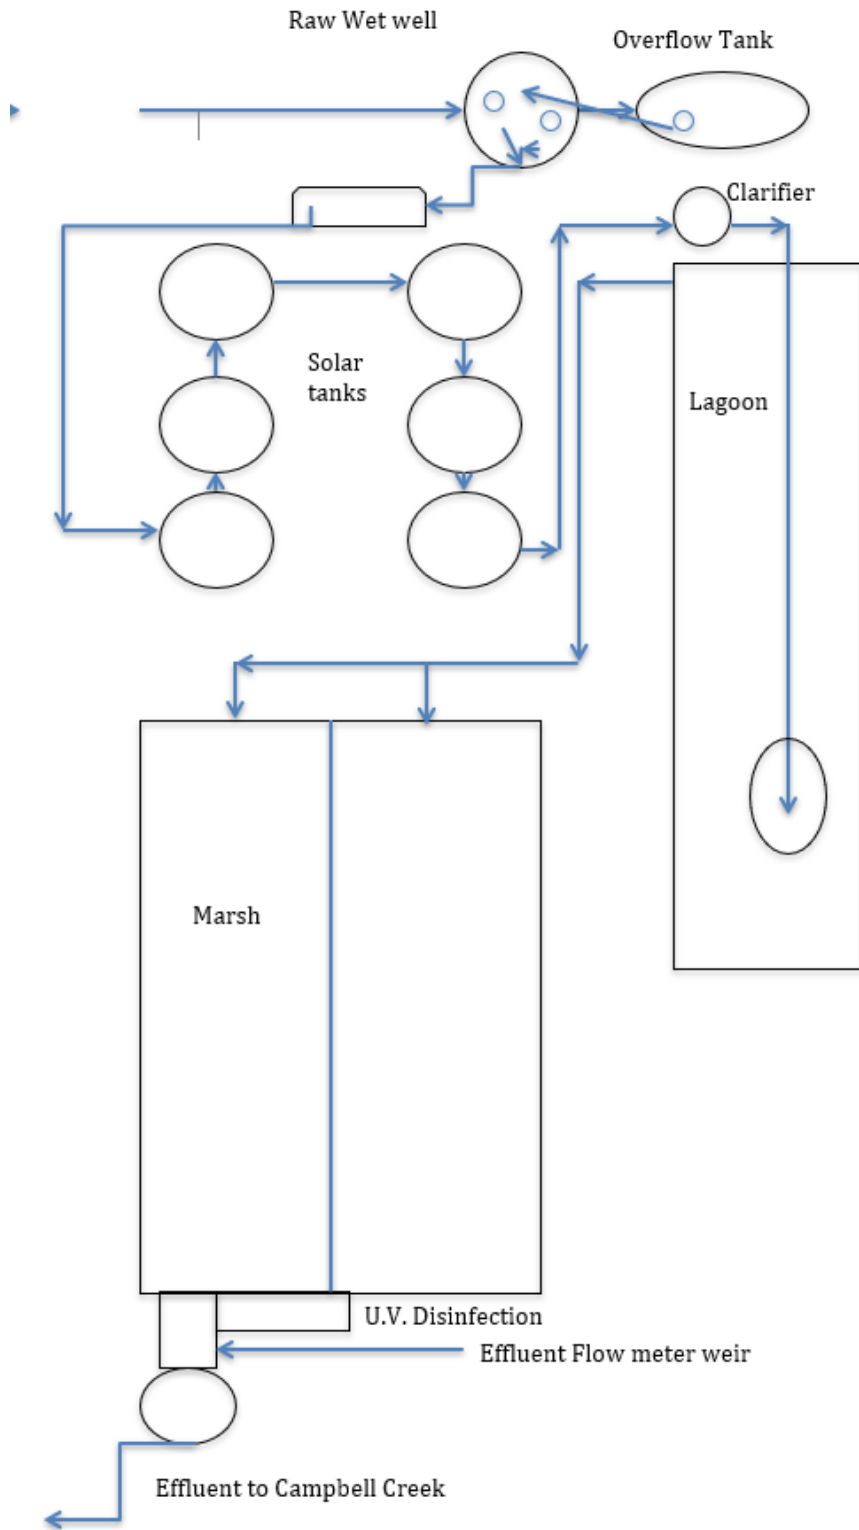 Raw Wet well
Overflow Tank
Clarifier
Solar
tanks
Lagoon
Marsh
U.V. Disinfection
Effluent Flow meter weir
Effluent to Campbell Creek